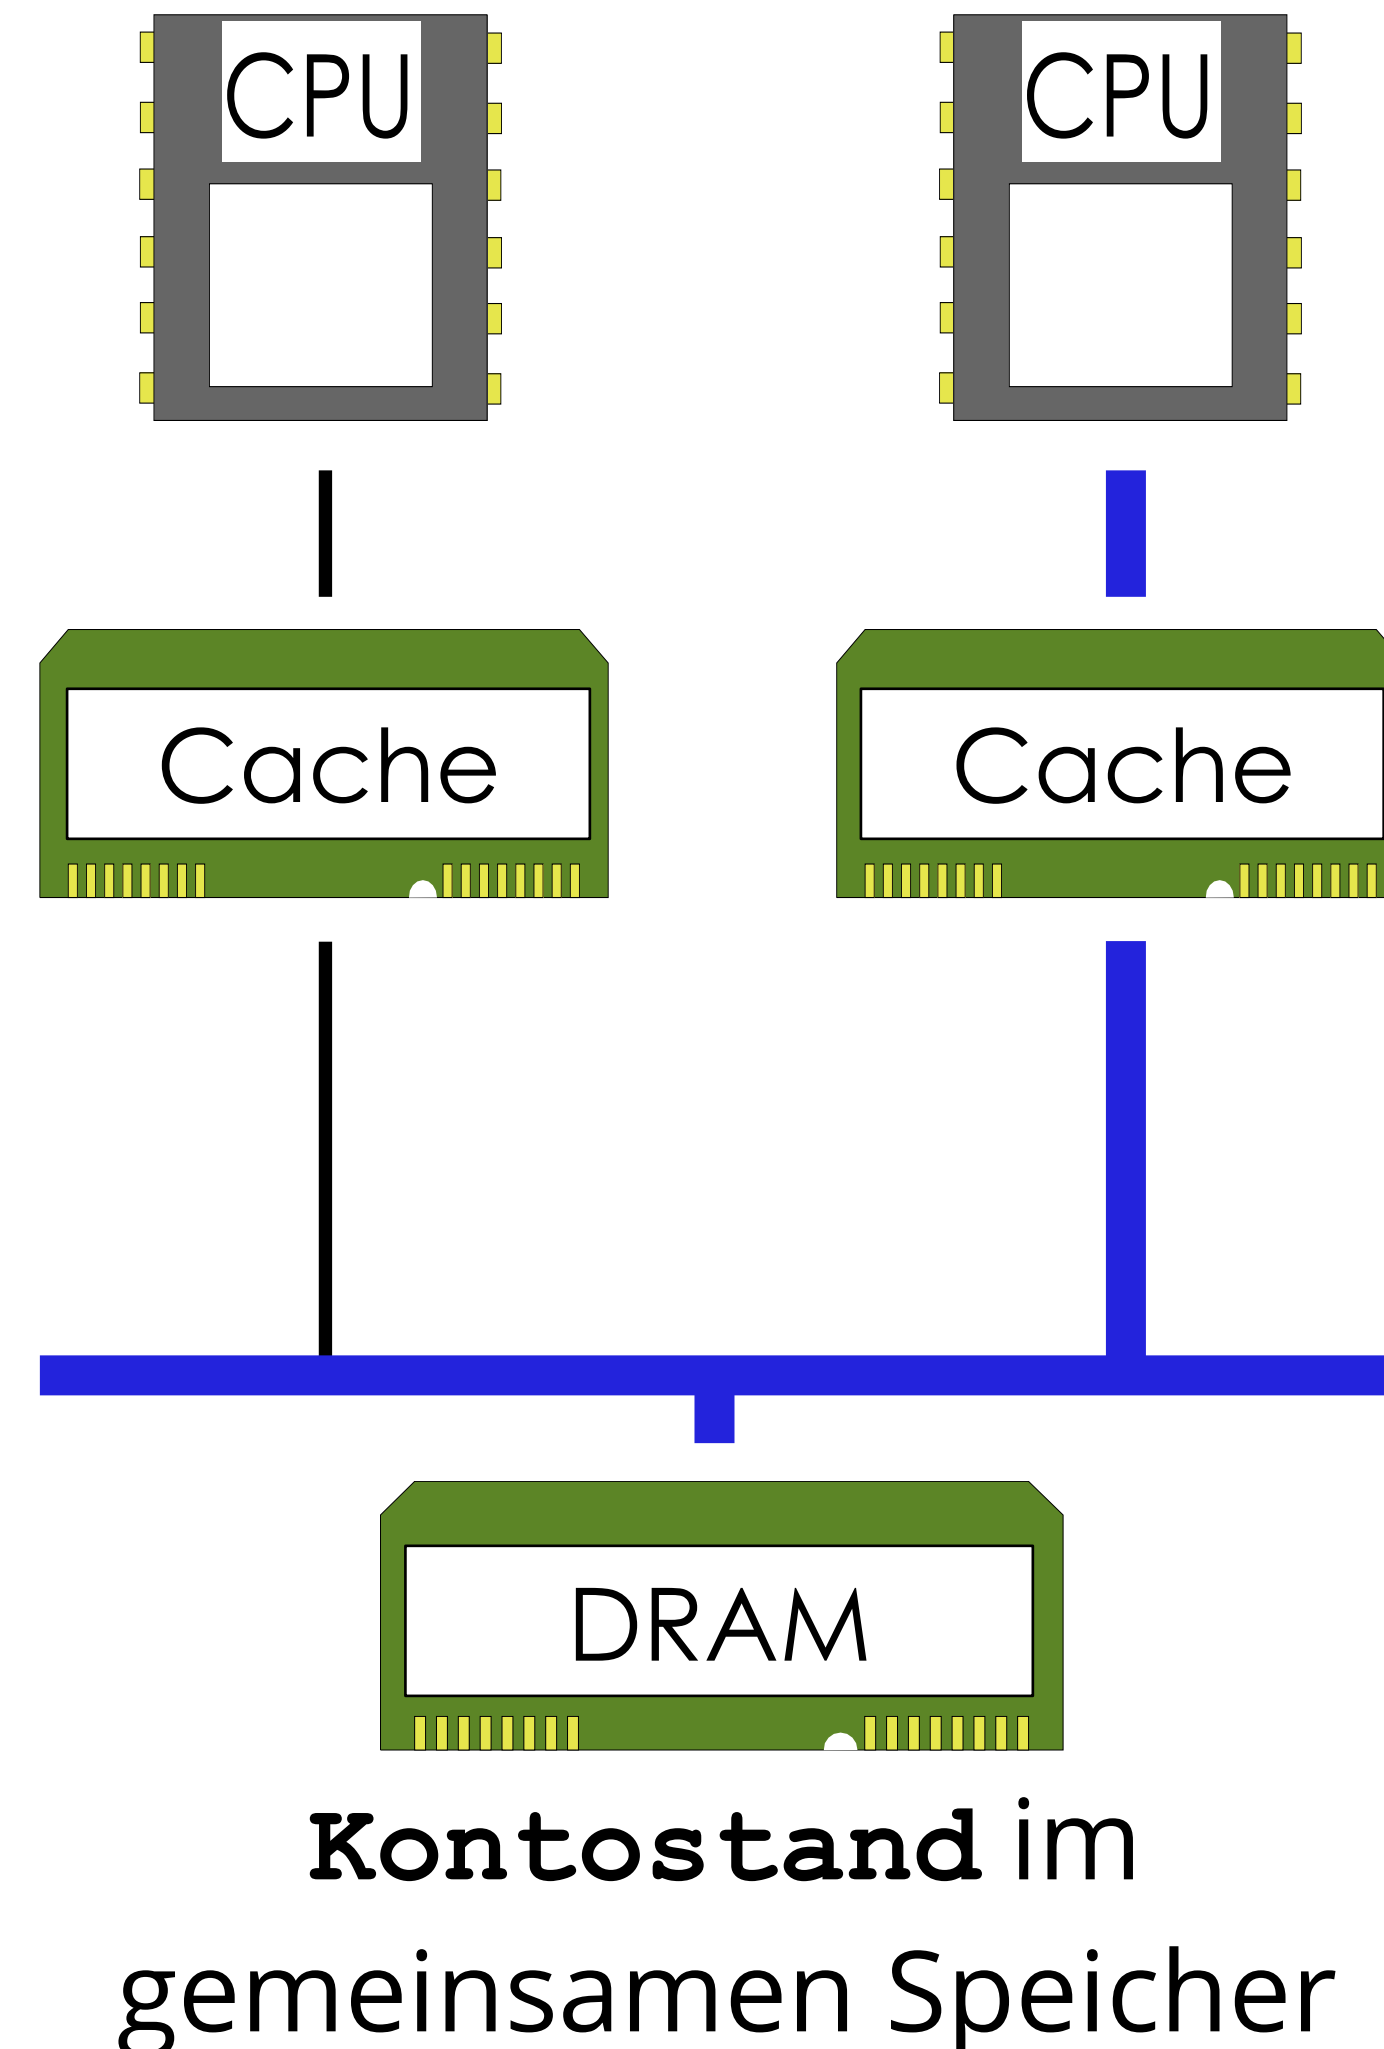 CPU CPU
Cache Cache
DRAM
Kontostand im
gemeinsamen Speicher